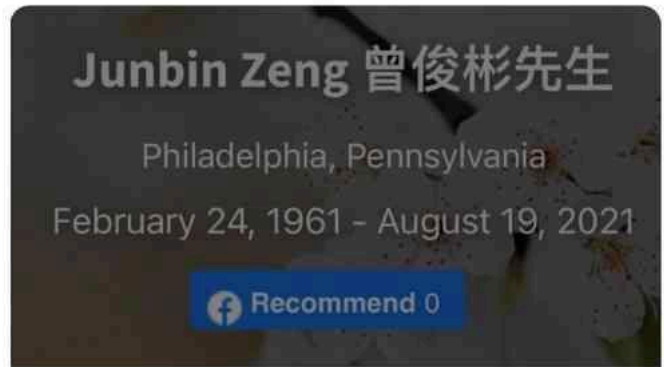 Junbin Zeng 曾俊彬先生
Philadelphia, Pennsylvania
February 24, 1961 - August 19, 2021
Recommend 0